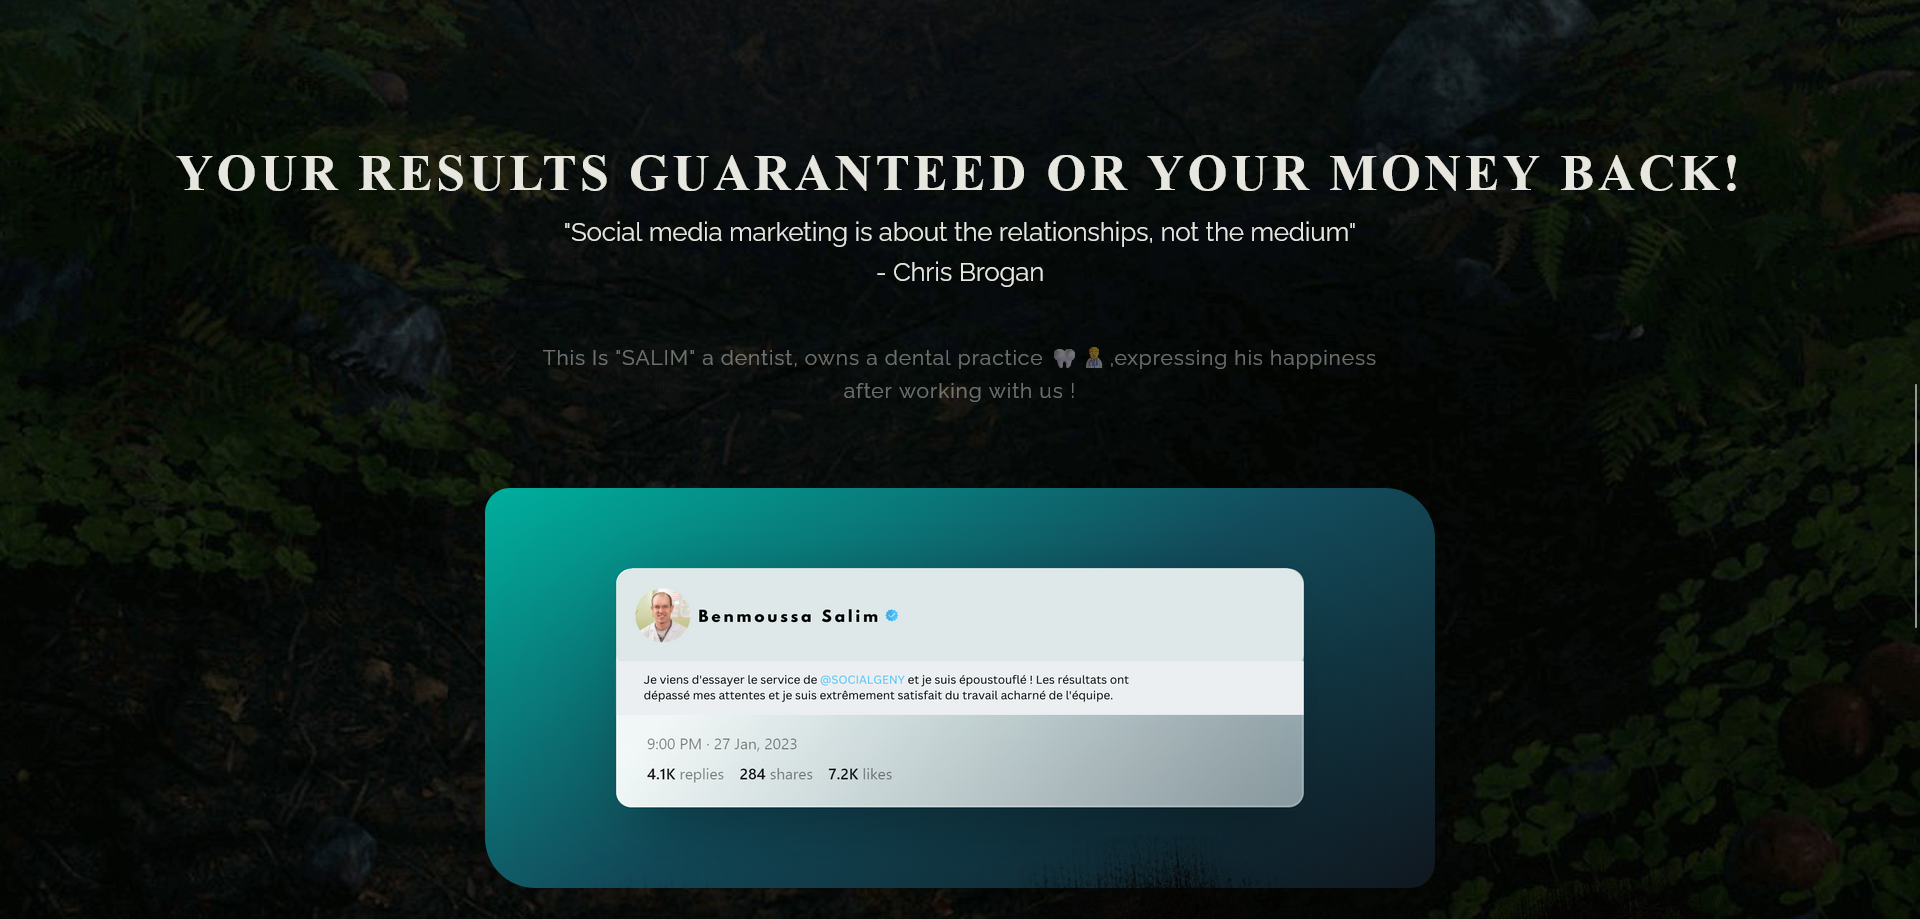 YOUR RESULTS GUARANTEED OR YOUR MONEY BACK!
"Social media marketing is about the relationships, not the medium"
- Chris Brogan
This Is "SALIM" a dentist, owns a dental practice 🦷 👨‍⚕️ ,expressing his happiness
after working with us !
Benmoussa Salim
Je viens d'essayer le service de @SOCIALGENY et je suis époustouflé ! Les résultats ont
dépassé mes attentes et je suis extrêmement satisfait du travail acharné de l'équipe.
9:00 PM · 27 Jan, 2023
4.1K replies 284 shares 7.2K likes